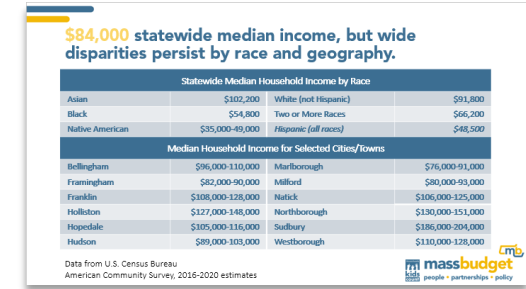 $84,000 statewide median income, but wide
disparities persist by race and geography.
Statewide Median Household Income by Race
Asian $102,200 White (not Hispanic) $91,800
Black $54,800 Two or More Races $66,200
Native American $35,000-49,000 Hispanic (all races) $48,500
Median Household Income for Selected Cities/Towns
Bellingham $96,000-110,000 Marlborough $76,000-91,000
Framingham $82,000-90,000 Milford $80,000-93,000
Franklin $108,000-128,000 Natick $106,000-125,000
Holliston $127,000-148,000 Northborough $130,000-151,000
Hopedale $105,000-116,000 Sudbury $186,000-204,000
Hudson $89,000-103,000 Westborough $110,000-128,000
Data from U.S. Census Bureau
American Community Survey, 2016-2020 estimates
mb
kids
massbudget
people • partnerships • policy